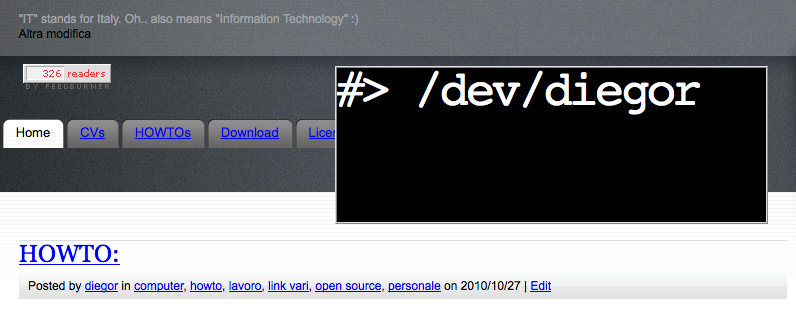 "IT" stands for Italy. Oh.. also means "Information Technology" :)
Altra modifica
326 readers
BY FEEDBURNER
#> /dev/diegor
Home CVs HOWTOs Download
HOWTO:
Posted by diegor in computer, howto, lavoro, link vari, open source, personale on 2010/10/27 | Edit